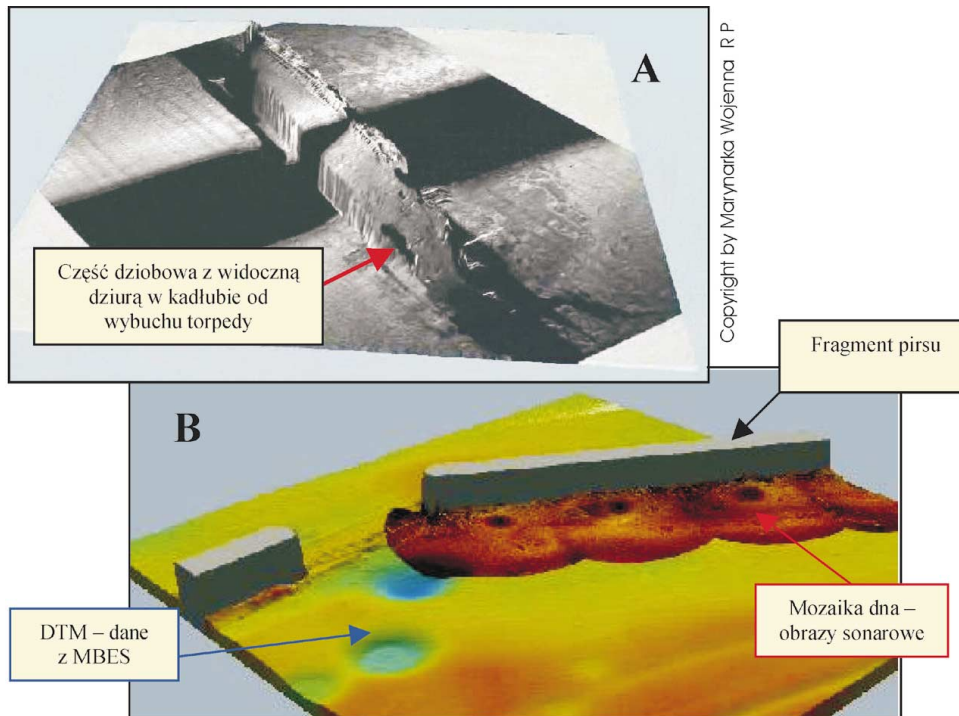 A
Copyright by Marynarka Wojenna R P
Część dziobowa z widoczną
dziurą w kadłubie od
wybuchu torpedy
Fragment pirsu
B
DTM – dane
z MBES
Mozaika dna –
obrazy sonarowe